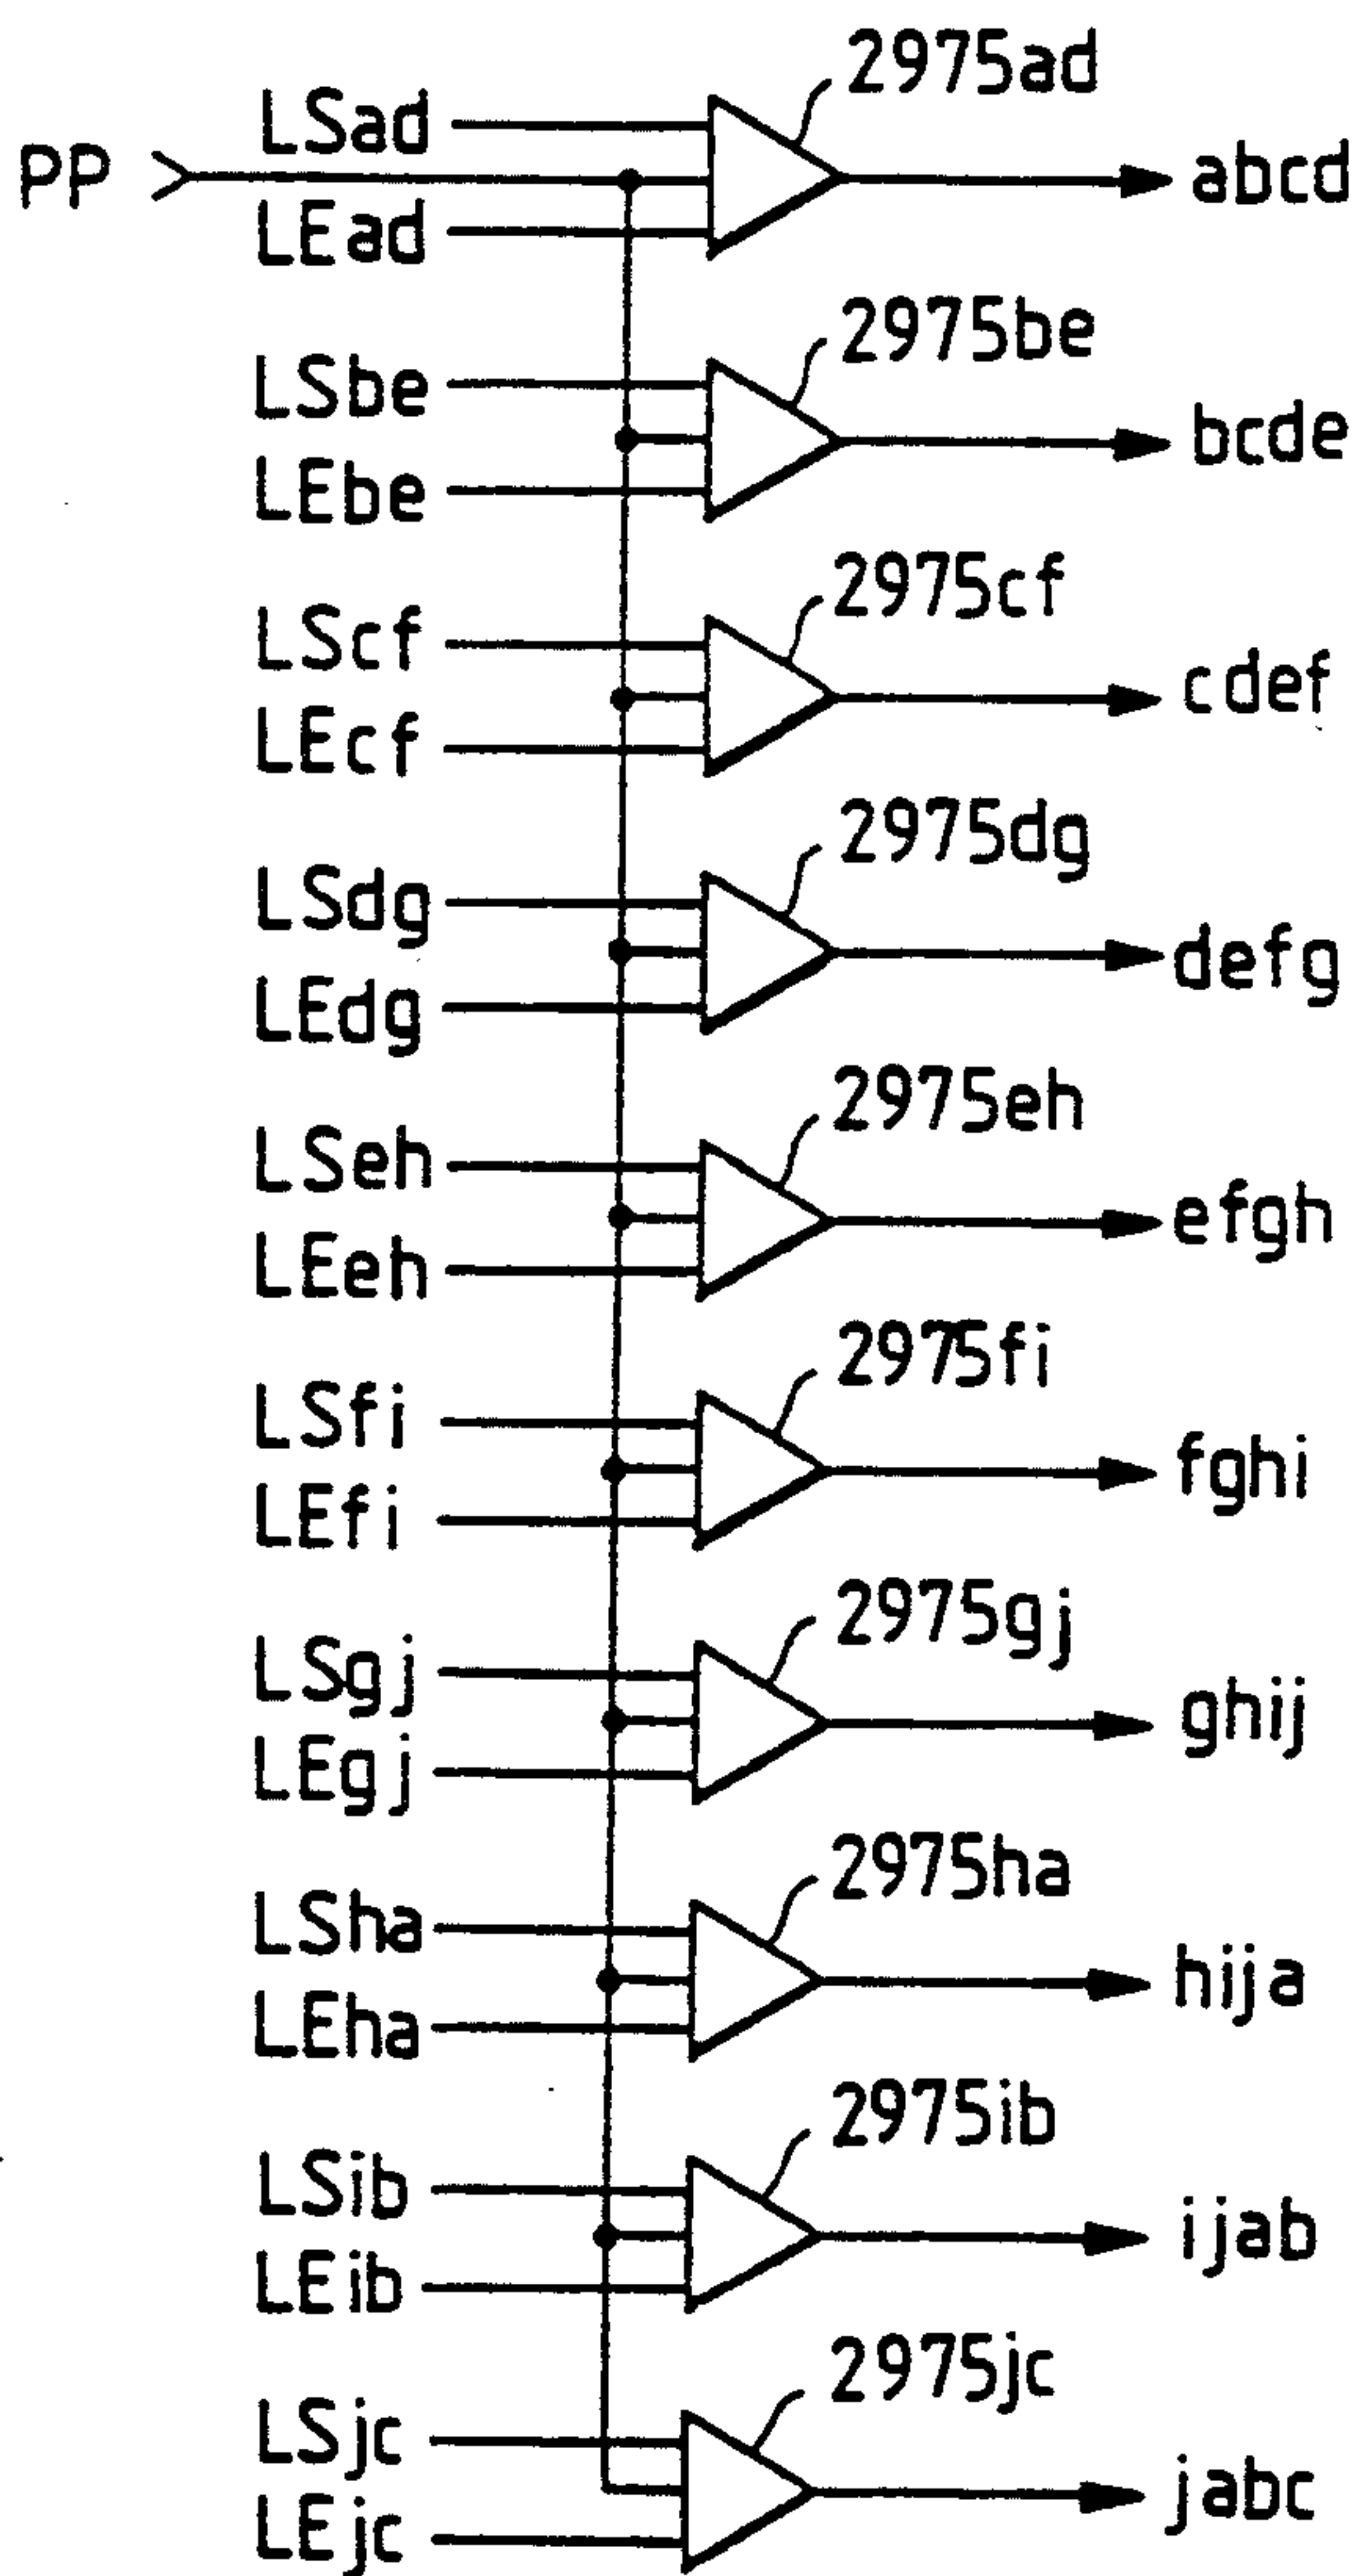 2975ad
LSad
PP
abcd
LEad
2975be
LSbe
bcde
LEbe
2975cf
LScf
cdef
LEcf
2975dg
LSdg
defg
LEdg
2975eh
LSeh
efgh
LEeh
2975fi
LSfi
fghi
LEfi
2975gj
LSgj
ghij
LEgj
2975ha
LSha
hija
LEha
2975ib
LSib
ijab
LEib
2975jc
LSjc
jabc
LEjc